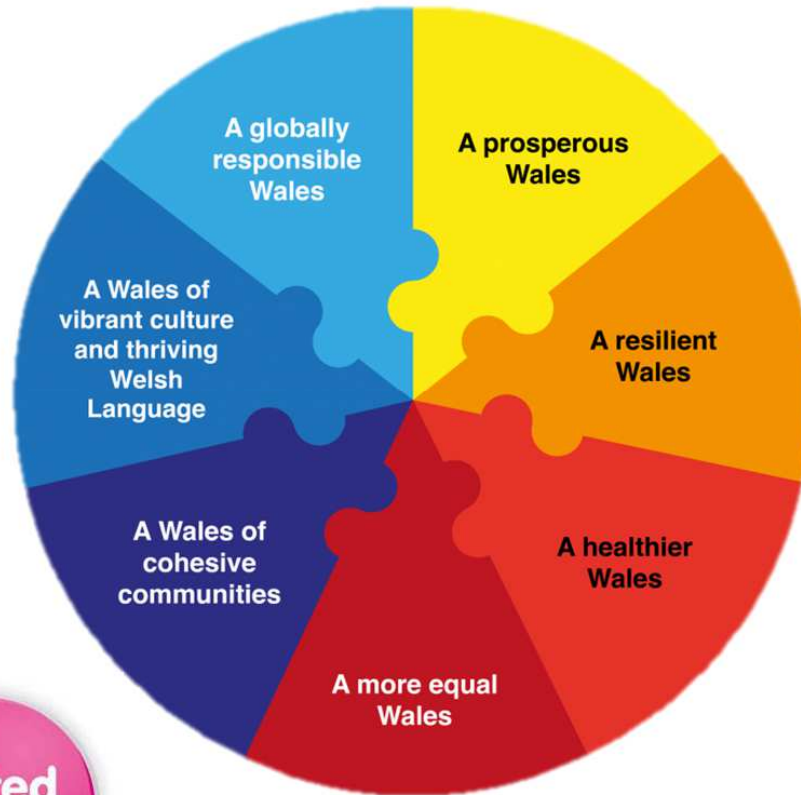 A globally
responsible
Wales
A prosperous
Wales
A resilient
Wales
A healthier
Wales
A more equal
Wales
A Wales of
cohesive
communities
A Wales of
vibrant culture
and thriving
Welsh
Language